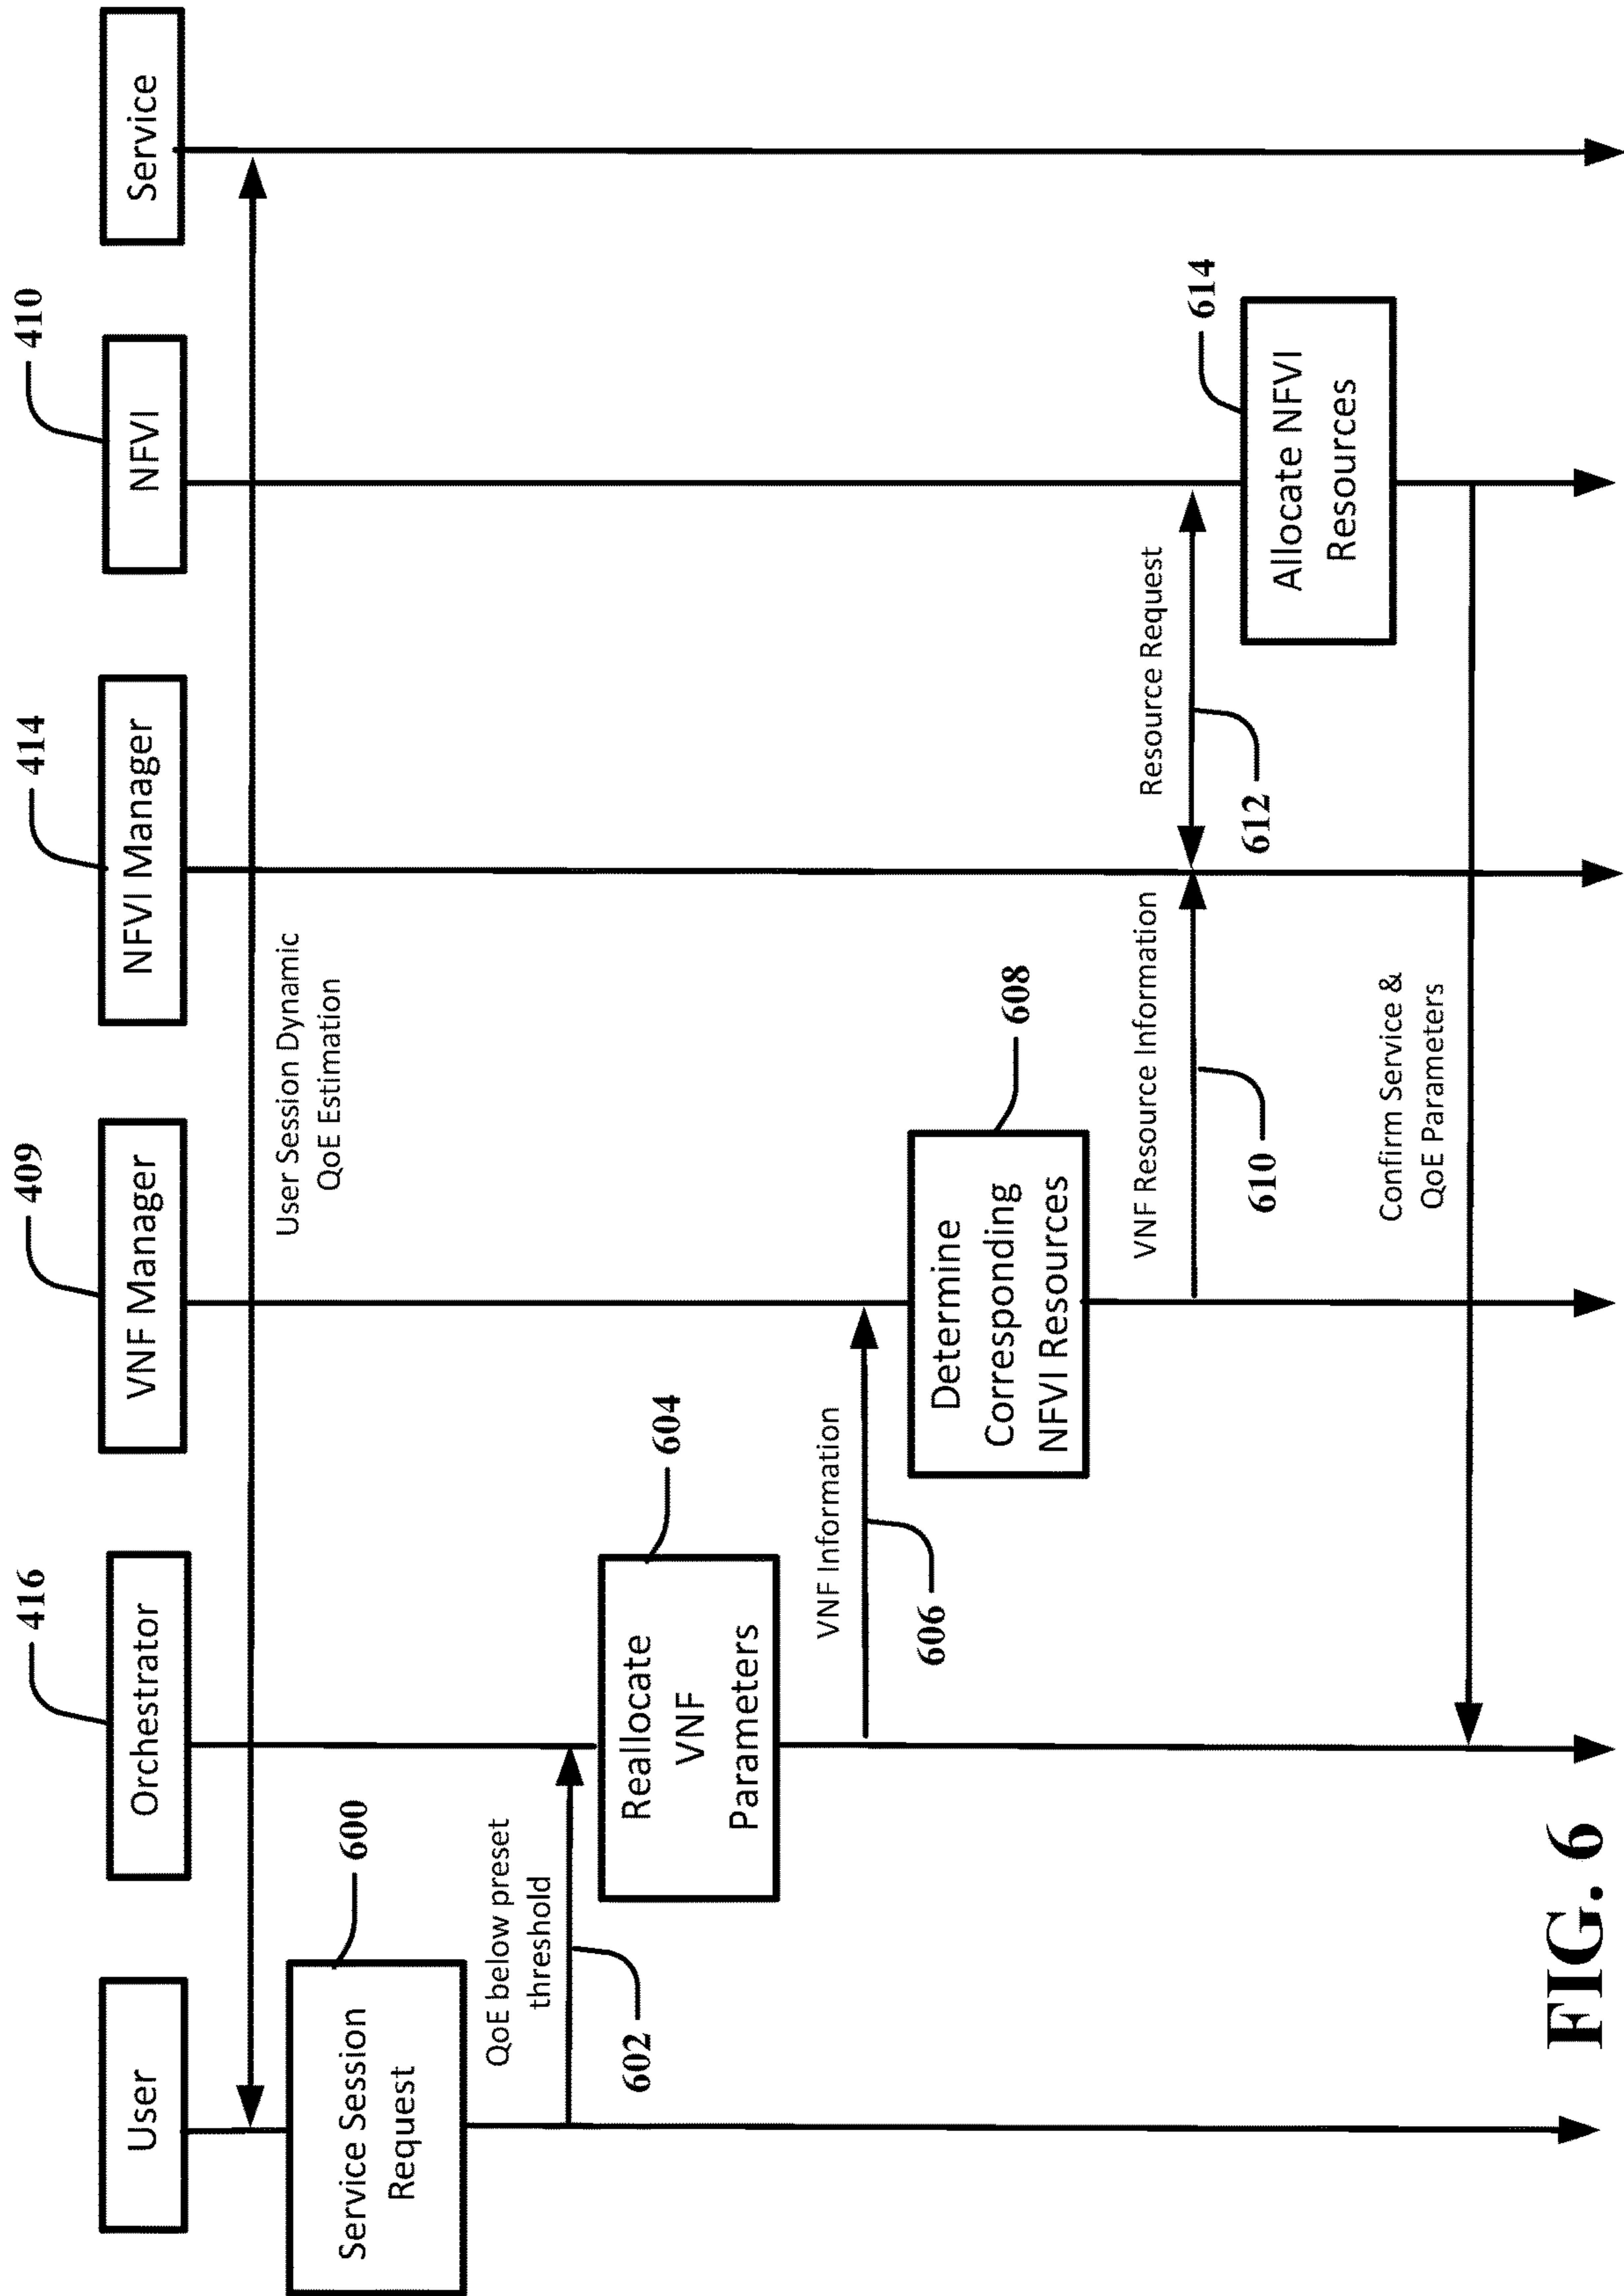 416
409
414
410
User
Orchestrator
VNF Manager
NFVI Manager
NFVI
Service
User Session Dynamic
QoE Estimation
600
Service Session
Request
QoE below preset
threshold
602
604
Reallocate
VNF
Parameters
VNF Information
606
608
Determine
Corresponding
NFVI Resources
VNF Resource Information
610
Resource Request
612
614
Allocate NFVI
Resources
Confirm Service &
QoE Parameters
FIG. 6